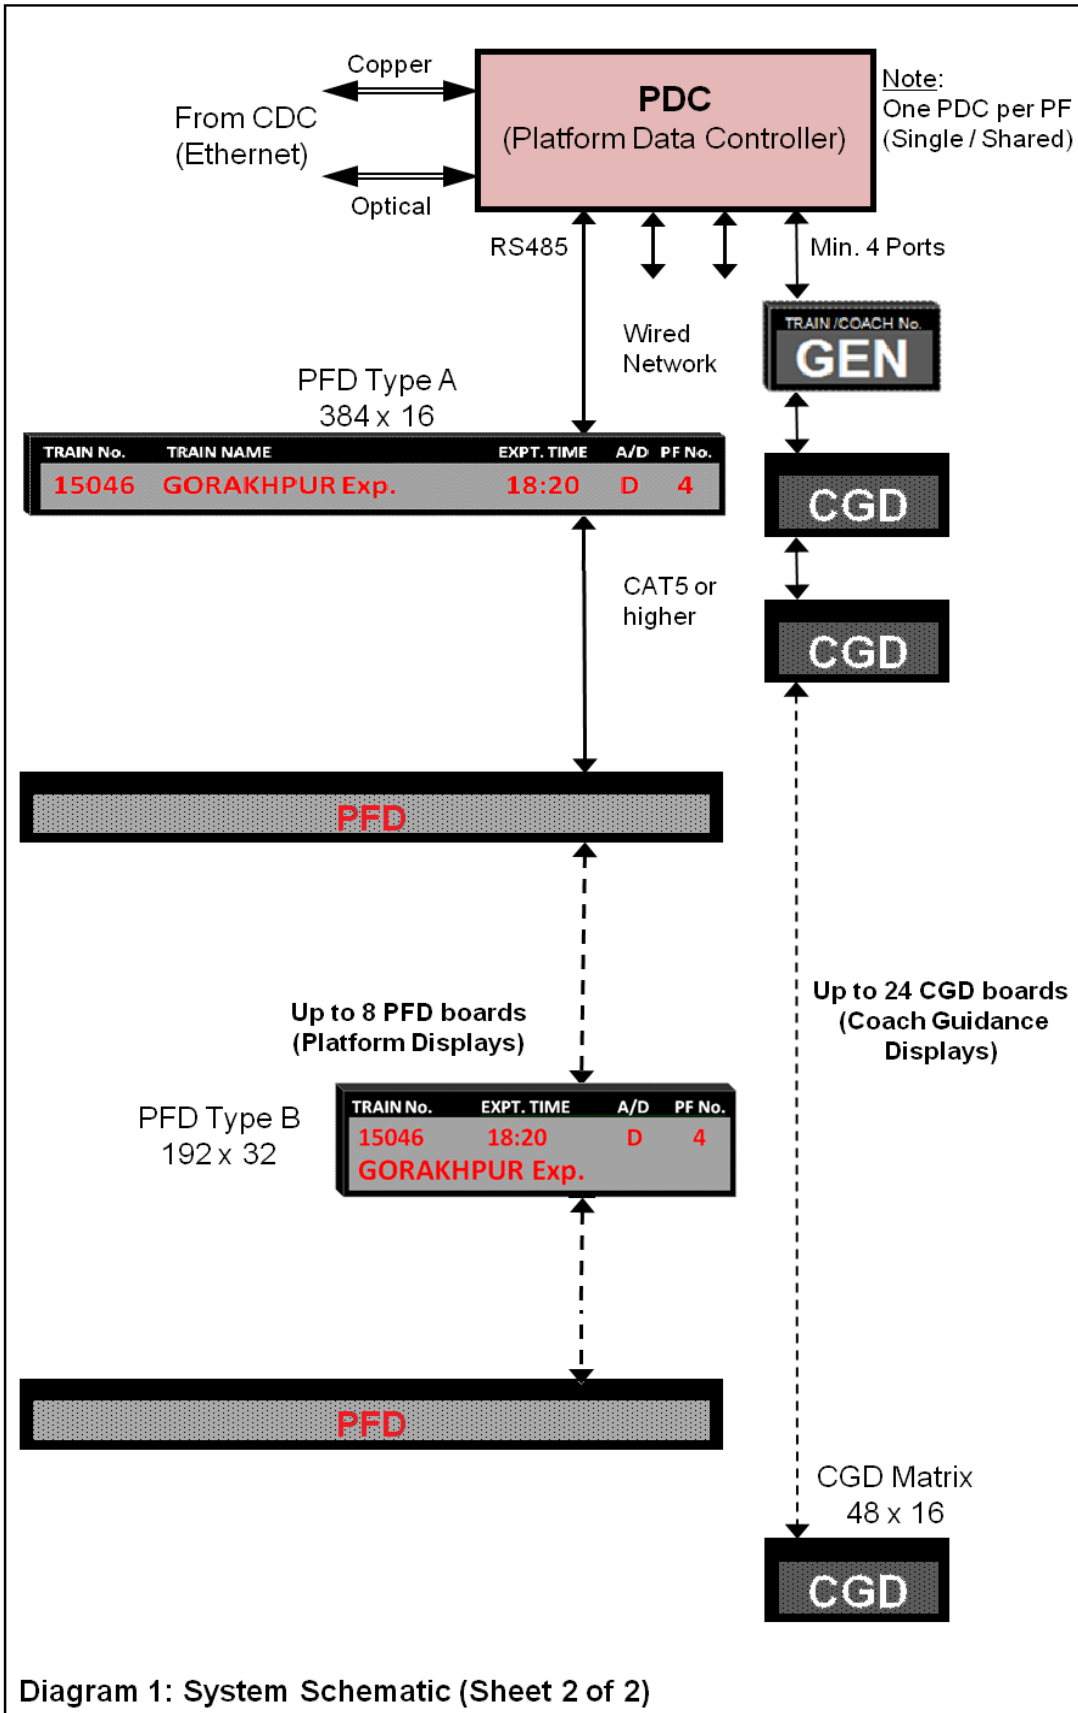 Copper
From CDC
(Ethernet)
Optical
PDC
(Platform Data Controller)
Note:
One PDC per PF
(Single / Shared)
RS485
Min. 4 Ports
Wired
Network
TRAIN /COACH No.
GEN
PFD Type A
384 x 16
TRAIN No. TRAIN NAME EXPT. TIME A/D PF No.
15046 GORAKHPUR Exp. 18:20 D 4
CGD
CAT5 or
higher
CGD
PFD
Up to 8 PFD boards
(Platform Displays)
Up to 24 CGD boards
(Coach Guidance
Displays)
PFD Type B
192 x 32
TRAIN No. EXPT. TIME A/D PF No.
15046 18:20 D 4
GORAKHPUR Exp.
PFD
CGD Matrix
48 x 16
CGD
Diagram 1: System Schematic (Sheet 2 of 2)